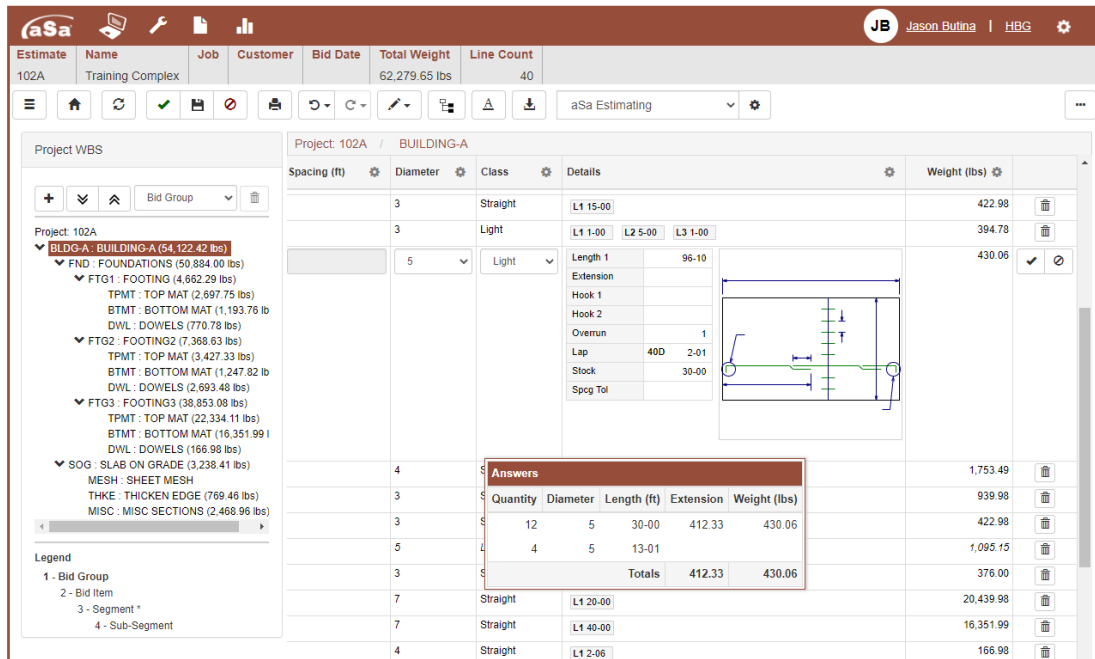 aSa
JB Jason Butina | HBG
Estimate Name Job Customer Bid Date Total Weight Line Count
102A Training Complex 62,279.65 lbs 40
A aSa Estimating
Project WBS
Bid Group
Project: 102A
BLDG-A : BUILDING-A (54,122.42 lbs)
FND : FOUNDATIONS (50,884.00 lbs)
FTG1 : FOOTING (4,662.29 lbs)
TPMT : TOP MAT (2,697.75 lbs)
BTMT : BOTTOM MAT (1,193.76 lb
DWL : DOWELS (770.78 lbs)
FTG2 : FOOTING2 (7,368.63 lbs)
TPMT : TOP MAT (3,427.33 lbs)
BTMT : BOTTOM MAT (1,247.82 lb
DWL : DOWELS (2,693.48 lbs)
FTG3 : FOOTING3 (38,853.08 lbs)
TPMT : TOP MAT (22,334.11 lbs)
BTMT : BOTTOM MAT (16,351.99 l
DWL : DOWELS (166.98 lbs)
SOG : SLAB ON GRADE (3,238.41 lbs)
MESH : SHEET MESH
THKE : THICKEN EDGE (769.46 lbs)
MISC : MISC SECTIONS (2,468.96 lbs)
Legend
1 - Bid Group
2 - Bid Item
3 - Segment *
4 - Sub-Segment
Project: 102A / BUILDING-A
Spacing (ft) Diameter Class Details Weight (lbs)
3 Straight L1 15-00 422.98
3 Light L1 1-00 L2 5-00 L3 1-00 394.78
5 Light Length 1 96-10 430.06
Extension
Hook 1
Hook 2
Overrun 1
Lap 40D 2-01
Stock 30-00
Spcg Tol
4 S 1,753.49
3 S 939.98
3 S 422.98
5 L 1,095.15
3 S 376.00
Answers
Quantity Diameter Length (ft) Extension Weight (lbs)
12 5 30-00 412.33 430.06
4 5 13-01
Totals 412.33 430.06
7 Straight L1 20-00 20,439.98
7 Straight L1 40-00 16,351.99
4 Straight L1 2-06 166.98